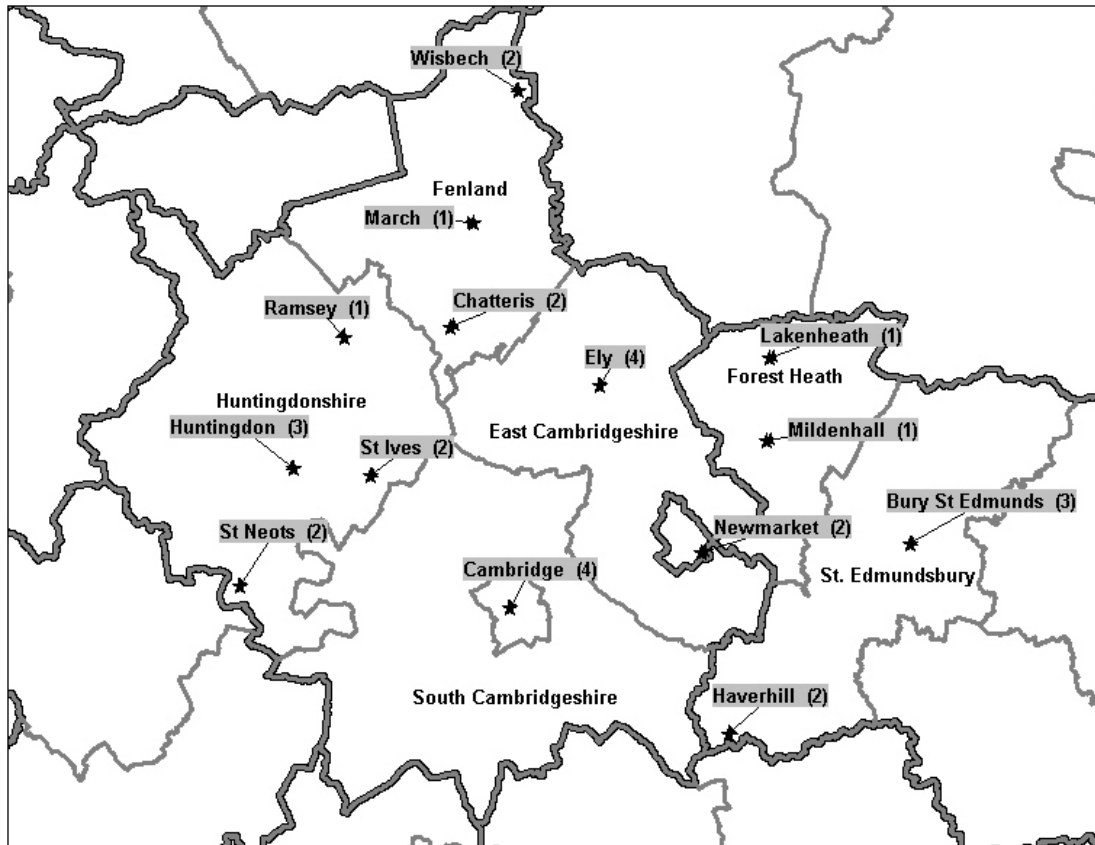 Wisbech (2)
Fenland
March (1)
Ramsey (1)
Chatteris (2)
Lakenheath (1)
Ely (4)
Forest Heath
Huntingdonshire
Huntingdon (3)
East Cambridgeshire
Mildenhall (1)
St Ives (2)
Bury St Edmunds (3)
St Neots (2)
Newmarket (2)
Cambridge (4)
St. Edmundsbury
South Cambridgeshire
Haverhill (2)